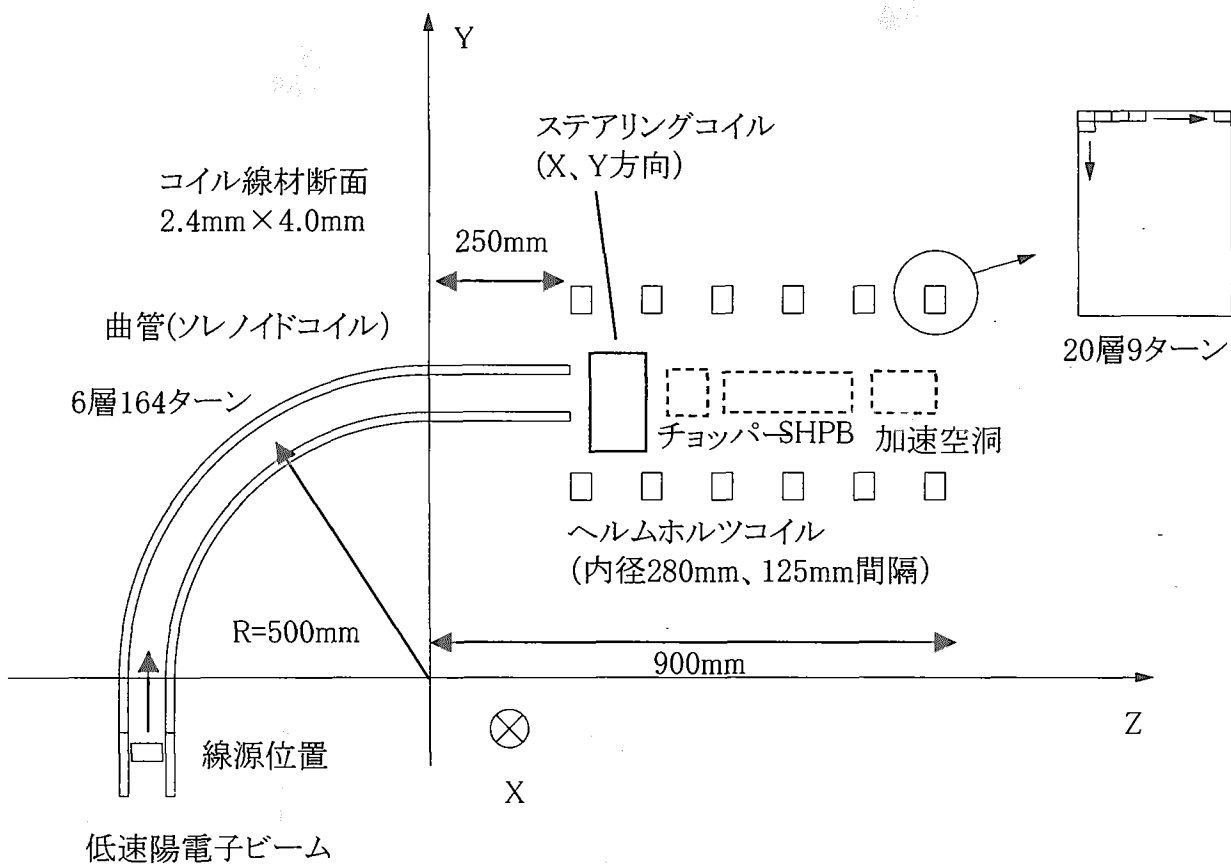 Y
ステアリングコイル
(X、Y方向)
コイル線材断面
2.4mm×4.0mm
250mm
曲管(ソレノイドコイル)
20層9ターン
6層164ターン
チョッパー
SHPB
加速空洞
ヘルムホルツコイル
(内径280mm、125mm間隔)
R=500mm
900mm
Z
線源位置
X
低速陽電子ビーム